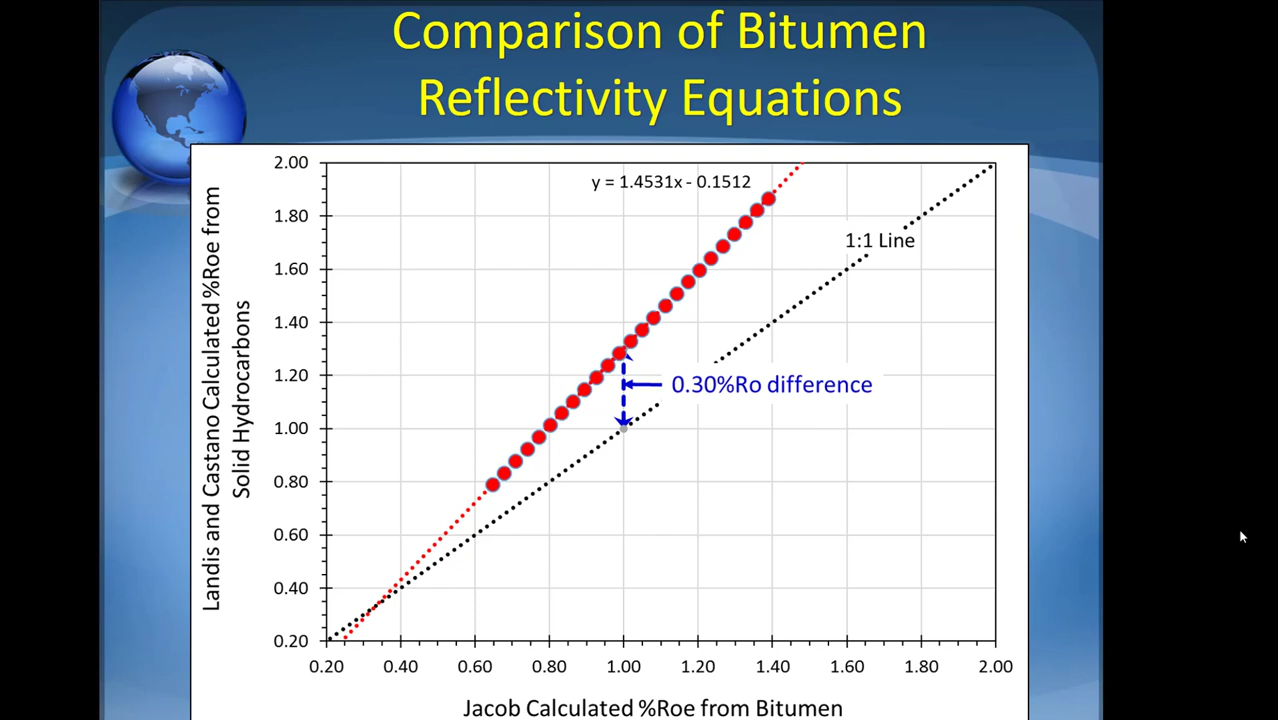 Comparison of Bitumen
Reflectivity Equations
Landis and Castano Calculated %Roe from
Solid Hydrocarbons
2.00
1.80
1.60
1.40
1.20
1.00
0.80
0.60
0.40
0.20
y = 1.4531x - 0.1512
1:1 Line
0.30%Ro difference
0.20 0.40 0.60 0.80 1.00 1.20 1.40 1.60 1.80 2.00
Jacob Calculated %Roe from Bitumen